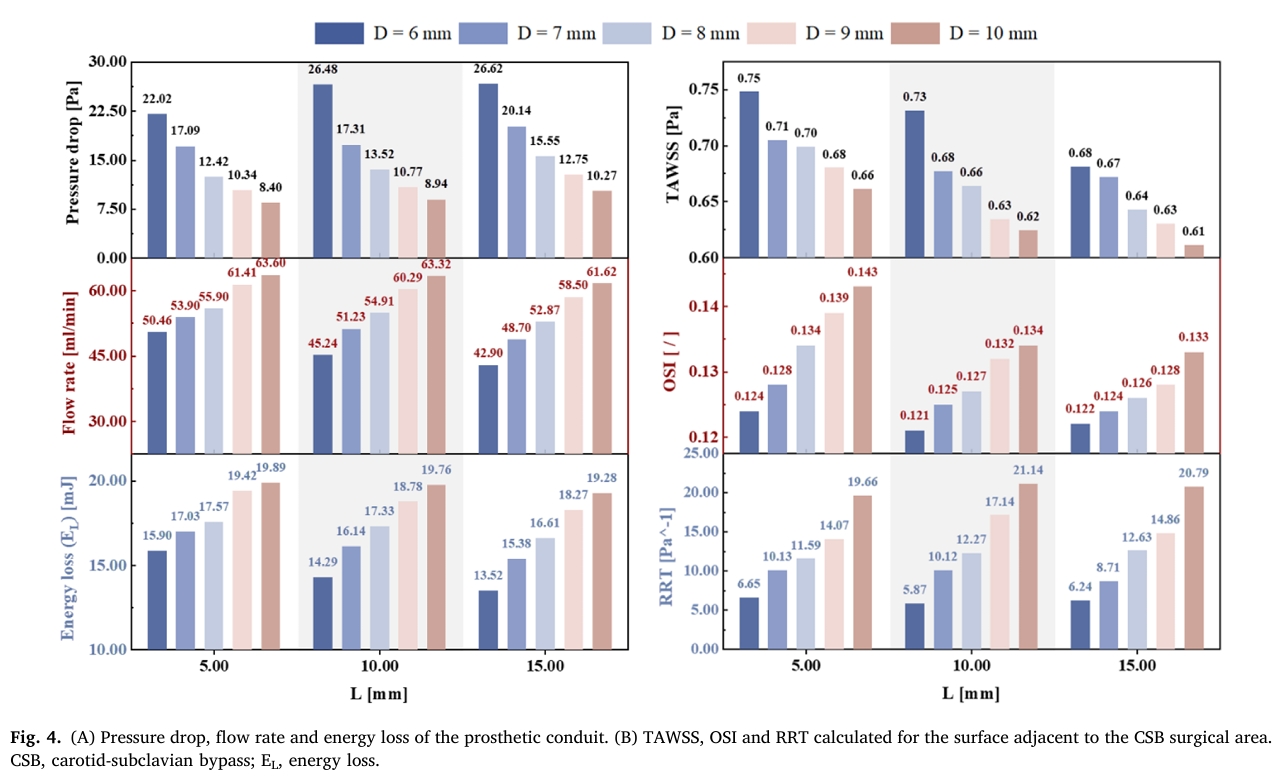 D = 6 mm D = 7 mm D = 8 mm D = 9 mm D = 10 mm
Pressure drop [Pa]
30.00
22.50
15.00
7.50
0.00
22.02 17.09 12.42 10.34 8.40
26.48 17.31 13.52 10.77 8.94
26.62 20.14 15.55 12.75 10.27
Flow rate [ml/min]
60.00
45.00
30.00
50.46 53.90 55.90 61.41 63.60
45.24 51.23 54.91 60.29 63.32
42.90 48.70 52.87 58.50 61.62
Energy loss (EL) [mJ]
20.00
15.00
10.00
15.90 17.03 17.57 19.42 19.89
14.29 16.14 17.33 18.78 19.76
13.52 15.38 16.61 18.27 19.28
5.00 10.00 15.00
L [mm]
TAWSS [Pa]
0.75
0.70
0.65
0.60
0.75 0.71 0.70 0.68 0.66
0.73 0.68 0.66 0.63 0.62
0.68 0.67 0.64 0.63 0.61
OSI [ / ]
0.14
0.13
0.12
0.124 0.128 0.134 0.139 0.143
0.121 0.125 0.127 0.132 0.134
0.122 0.124 0.126 0.128 0.133
RRT [Pa^-1]
25.00
20.00
15.00
10.00
5.00
0.00
6.65 10.13 11.59 14.07 19.66
5.87 10.12 12.27 17.14 21.14
6.24 8.71 12.63 14.86 20.79
5.00 10.00 15.00
L [mm]
Fig. 4. (A) Pressure drop, flow rate and energy loss of the prosthetic conduit. (B) TAWSS, OSI and RRT calculated for the surface adjacent to the CSB surgical area.
CSB, carotid-subclavian bypass; EL, energy loss.